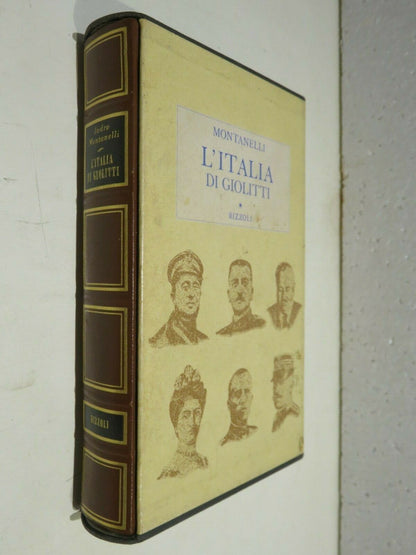 Indro
Montanelli
L'ITALIA
DI GIOLITTI
RIZZOLI
MONTANELLI
L'ITALIA
DI GIOLITTI
RIZZOLI